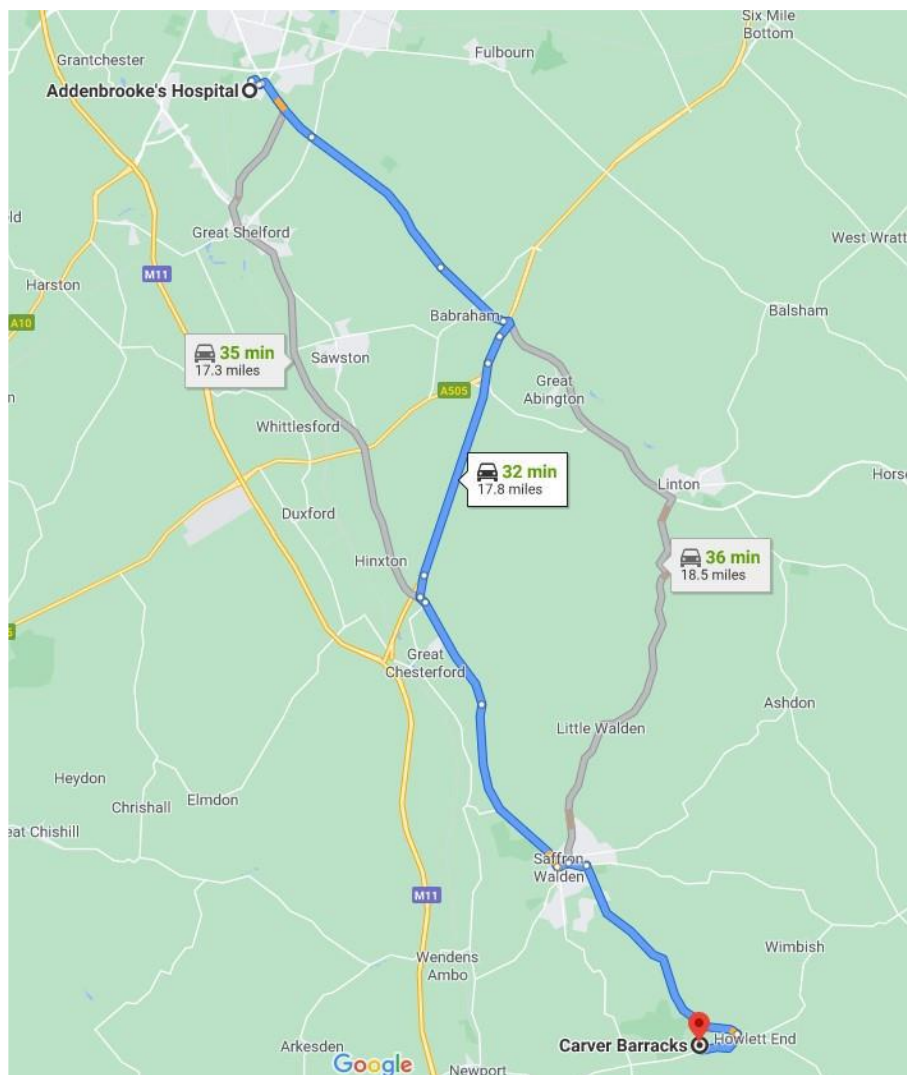 Six Mile
Bottom
Grantchester
Fulbourn
Addenbrooke's Hospital
Great Shelford
West Wratt
M11
Harston
Balsham
Babraham
A10
35 min
17.3 miles
Sawston
Great
Abington
A505
Whittlesford
32 min
17.8 miles
Linton
Horse
Duxford
Hinxton
36 min
18.5 miles
Great
Chesterford
Ashdon
Little Walden
Heydon
Chrishall
Elmdon
eat Chishill
Saffron
Walden
M11
Wimbish
Wendens
Ambo
Howlett End
Carver Barracks
Arkesden
Google
Newport